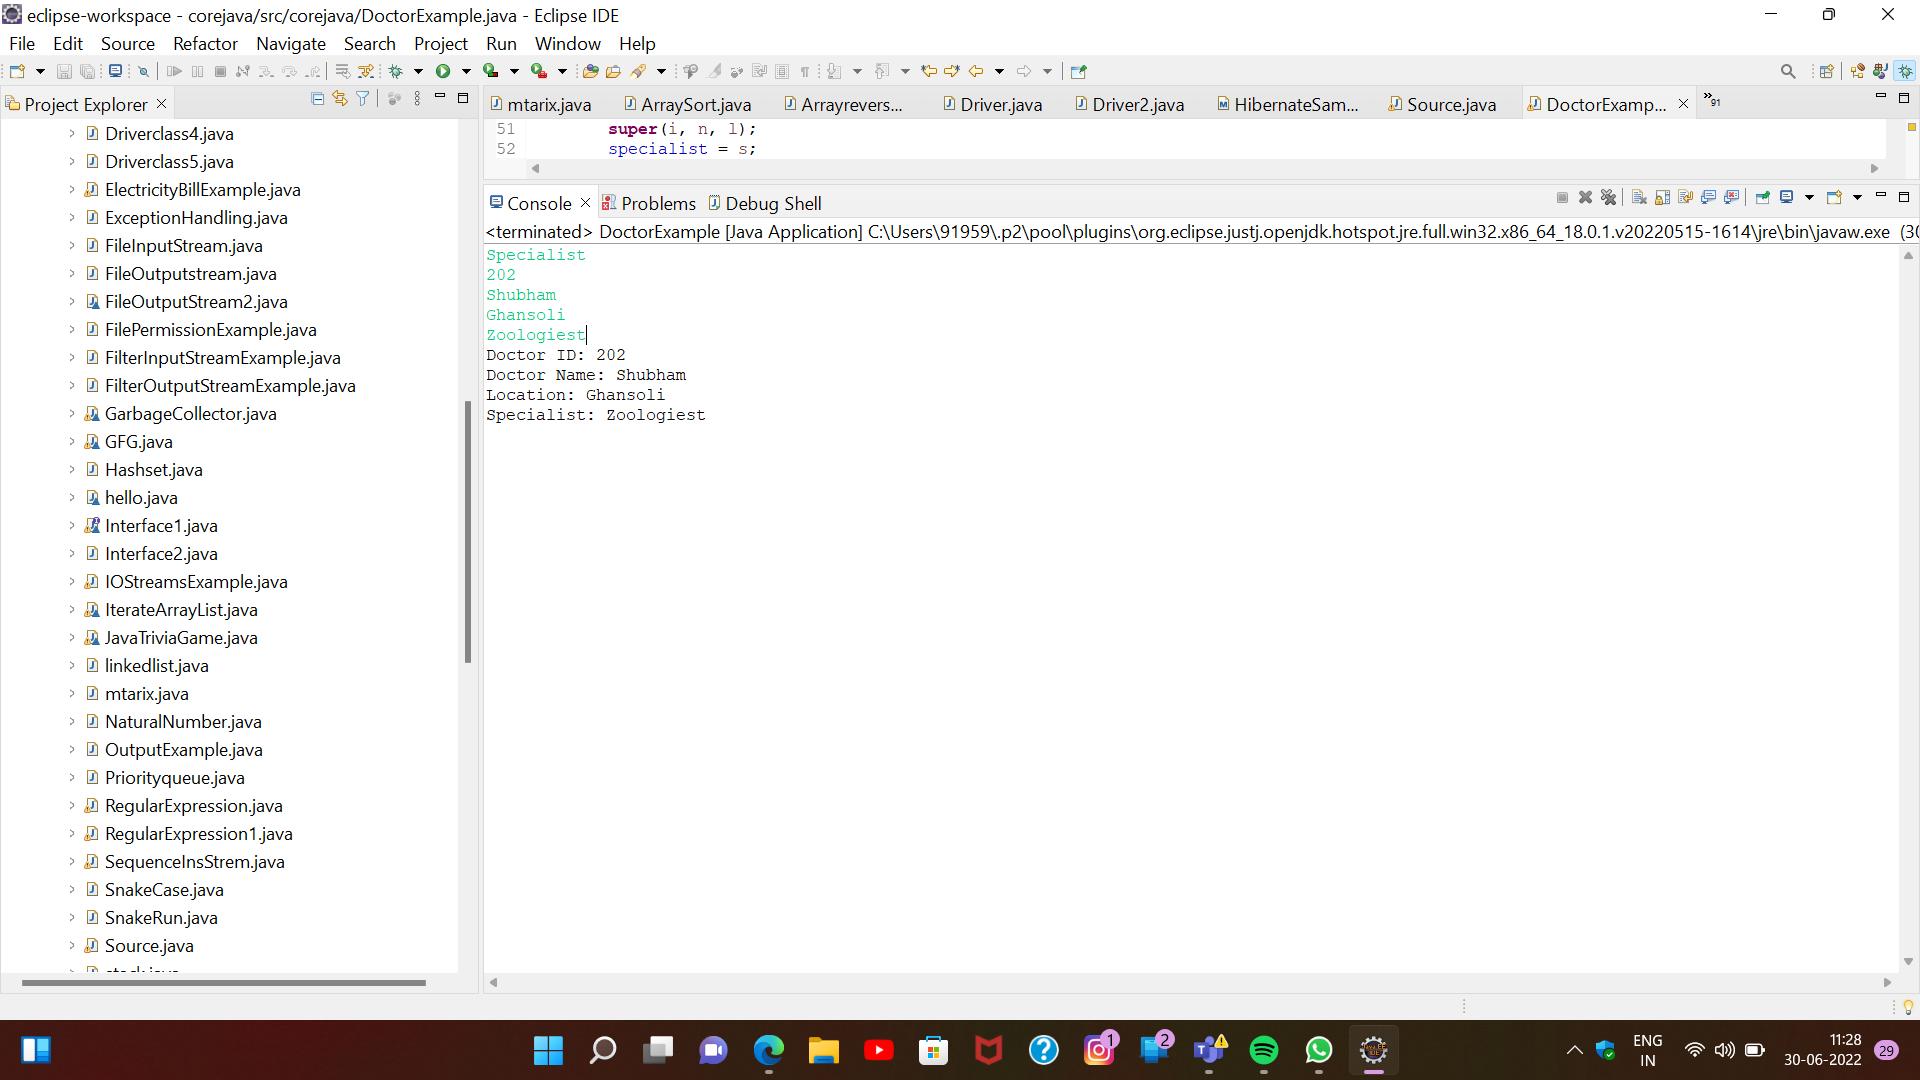 eclipse-workspace - corejava/src/corejava/DoctorExample.java - Eclipse IDE
File Edit Source Refactor Navigate Search Project Run Window Help
Project Explorer
Driverclass4.java
Driverclass5.java
ElectricityBillExample.java
ExceptionHandling.java
FileInputStream.java
FileOutputstream.java
FileOutputStream2.java
FilePermissionExample.java
FilterInputStreamExample.java
FilterOutputStreamExample.java
GarbageCollector.java
GFG.java
Hashset.java
hello.java
Interface1.java
Interface2.java
IOStreamsExample.java
IterateArrayList.java
JavaTriviaGame.java
linkedlist.java
mtarix.java
NaturalNumber.java
OutputExample.java
Priorityqueue.java
RegularExpression.java
RegularExpression1.java
SequenceInsStrem.java
SnakeCase.java
SnakeRun.java
Source.java
mtarix.java ArraySort.java Arrayrevers... Driver.java Driver2.java HibernateSam... Source.java DoctorExamp... »91
51 super(i, n, l);
52 specialist = s;
Console Problems Debug Shell
<terminated> DoctorExample [Java Application] C:\Users\91959\.p2\pool\plugins\org.eclipse.justj.openjdk.hotspot.jre.full.win32.x86_64_18.0.1.v20220515-1614\jre\bin\javaw.exe (30
Specialist
202
Shubham
Ghansoli
Zoologiest
Doctor ID: 202
Doctor Name: Shubham
Location: Ghansoli
Specialist: Zoologiest
1 2
ENG
IN
11:28
30-06-2022
29